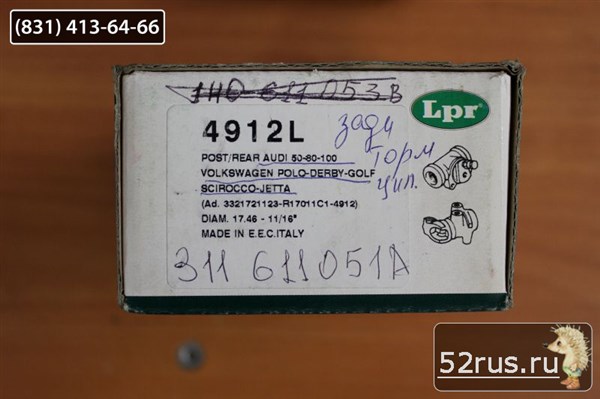 (831) 413-64-66
1H0 611 053 B
Lpr
4912L
задн
POST/REAR AUDI 50-80-100
Торм
VOLKSWAGEN POLO-DERBY-GOLF
цил.
SCIROCCO-JETTA
(Ad. 3321721123-R17011C1-4912)
DIAM. 17.46 - 11/16"
MADE IN E.E.C.ITALY
311 611 051A
52rus.ru